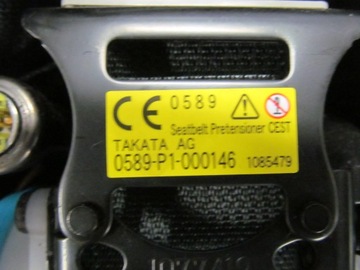 CE 0589
Seatbelt Pretensioner CEST
TAKATA AG
0589-P1-000146 1085479